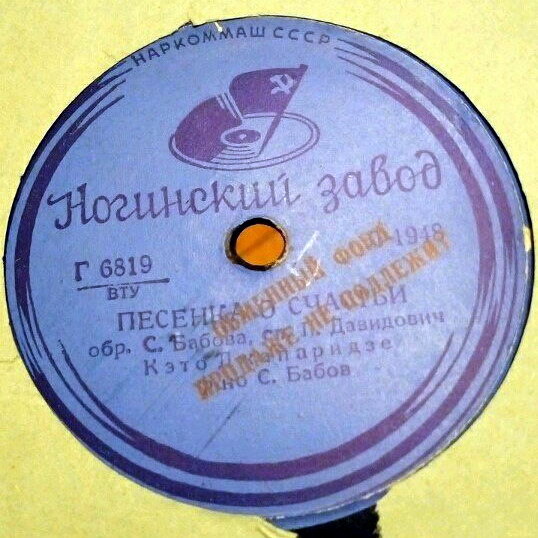 НАРКОММАШ СССР
Ногинский завод
Г 6819
ВТУ
1948
ПЕСЕНКА О СЧАСТЬИ
обр. С. Бабова, сл. Л. Давидович
Кэто Джапаридзе
С. Бабов
ОБМЕННЫЙ ФОНД
ПРОДАЖЕ НЕ ПОДЛЕЖИТ